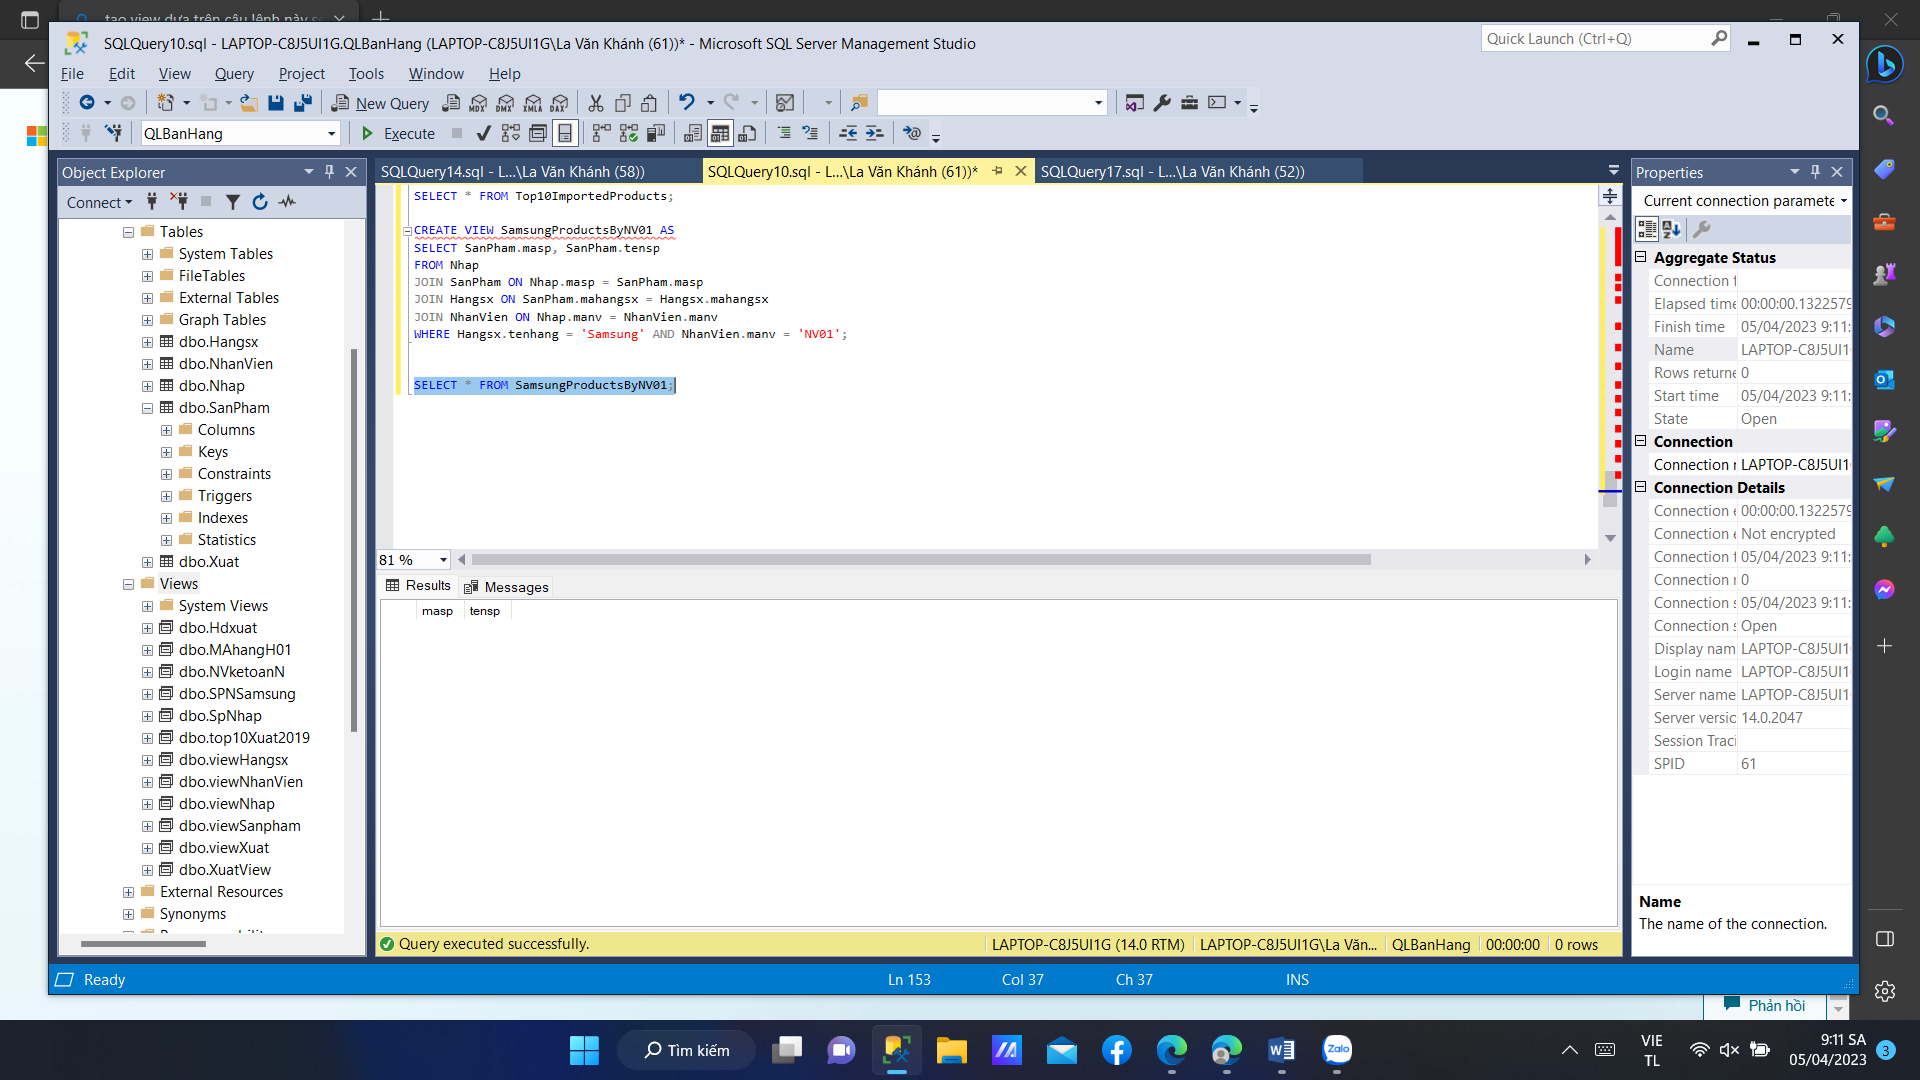 SQLQuery10.sql - LAPTOP-C8J5UI1G.QLBanHang (LAPTOP-C8J5UI1G\La Văn Khánh (61))* - Microsoft SQL Server Management Studio
Quick Launch (Ctrl+Q)
File Edit View Query Project Tools Window Help
New Query
MDX DMX XMLA DAX
QLBanHang
Execute
Object Explorer
Connect
Tables
System Tables
FileTables
External Tables
Graph Tables
dbo.Hangsx
dbo.NhanVien
dbo.Nhap
dbo.SanPham
Columns
Keys
Constraints
Triggers
Indexes
Statistics
dbo.Xuat
Views
System Views
dbo.Hdxuat
dbo.MAhangH01
dbo.NVketoanN
dbo.SPNSamsung
dbo.SpNhap
dbo.top10Xuat2019
dbo.viewHangsx
dbo.viewNhanVien
dbo.viewNhap
dbo.viewSanpham
dbo.viewXuat
dbo.XuatView
External Resources
Synonyms
SQLQuery14.sql - L...\La Văn Khánh (58))
SQLQuery10.sql - L...\La Văn Khánh (61))*
SQLQuery17.sql - L...\La Văn Khánh (52))
SELECT * FROM Top10ImportedProducts;
CREATE VIEW SamsungProductsByNV01 AS
SELECT SanPham.masp, SanPham.tensp
FROM Nhap
JOIN SanPham ON Nhap.masp = SanPham.masp
JOIN Hangsx ON SanPham.mahangsx = Hangsx.mahangsx
JOIN NhanVien ON Nhap.manv = NhanVien.manv
WHERE Hangsx.tenhang = 'Samsung' AND NhanVien.manv = 'NV01';
SELECT * FROM SamsungProductsByNV01;
81 %
Results Messages
masp tensp
Query executed successfully.
LAPTOP-C8J5UI1G (14.0 RTM)
LAPTOP-C8J5UI1G\La Văn...
QLBanHang
00:00:00
0 rows
Properties
Current connection paramete
Aggregate Status
Connection f
Elapsed time 00:00:00.1322579
Finish time 05/04/2023 9:11:
Name LAPTOP-C8J5UI1
Rows returne 0
Start time 05/04/2023 9:11:
State Open
Connection
Connection r LAPTOP-C8J5UI1
Connection Details
Connection e 00:00:00.1322579
Connection e Not encrypted
Connection f 05/04/2023 9:11:
Connection r 0
Connection s 05/04/2023 9:11:
Connection s Open
Display nam LAPTOP-C8J5UI1
Login name LAPTOP-C8J5UI1
Server name LAPTOP-C8J5UI1
Server versic 14.0.2047
Session Traci
SPID 61
Name
The name of the connection.
Ready
Ln 153
Col 37
Ch 37
INS
Phản hồi
Tìm kiếm
Zalo
VIE
TL
9:11 SA
05/04/2023
3